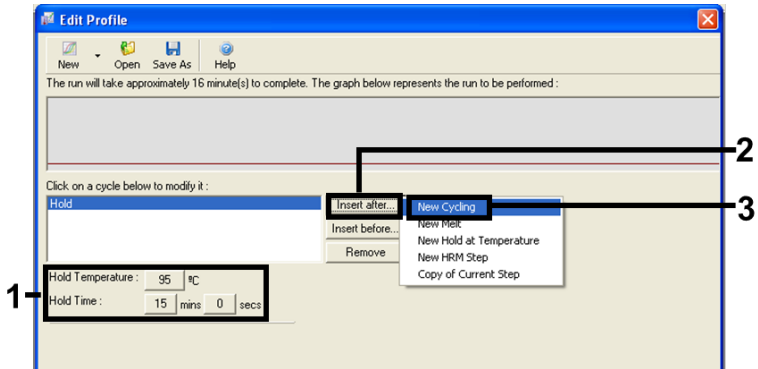 Edit Profile
New Open Save As Help
The run will take approximately 16 minute(s) to complete. The graph below represents the run to be performed :
2
Click on a cycle below to modify it :
Hold
Insert after...
New Cycling
3
Insert before...
New Melt
New Hold at Temperature
Remove
New HRM Step
Copy of Current Step
1
Hold Temperature : 95 ºC
Hold Time : 15 mins 0 secs